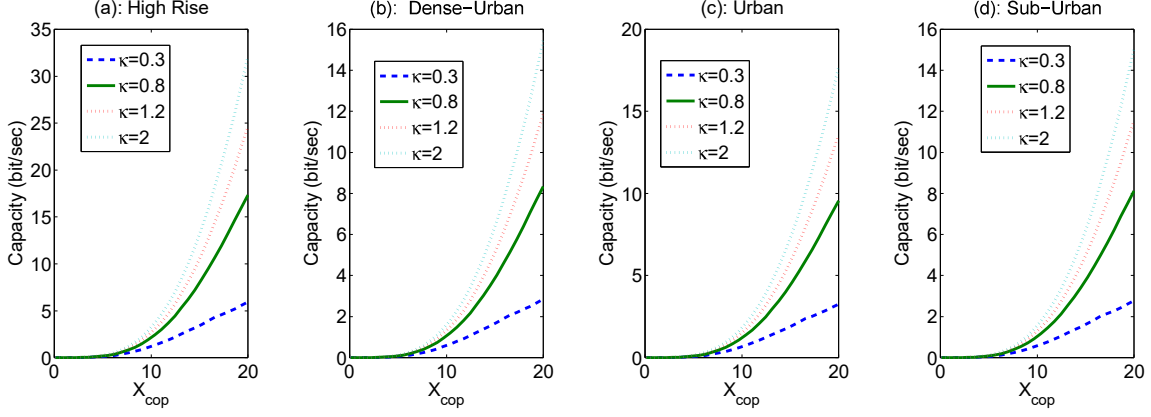 (a): High Rise
κ=0.3
κ=0.8
κ=1.2
κ=2
Capacity (bit/sec)
35
30
25
20
15
10
5
0
0 10 20
X_cop
(b): Dense−Urban
κ=0.3
κ=0.8
κ=1.2
κ=2
Capacity (bit/sec)
16
14
12
10
8
6
4
2
0
0 10 20
X_cop
(c): Urban
κ=0.3
κ=0.8
κ=1.2
κ=2
Capacity (bit/sec)
20
15
10
5
0
0 10 20
X_cop
(d): Sub−Urban
κ=0.3
κ=0.8
κ=1.2
κ=2
Capacity (bit/sec)
16
14
12
10
8
6
4
2
0
0 10 20
X_cop